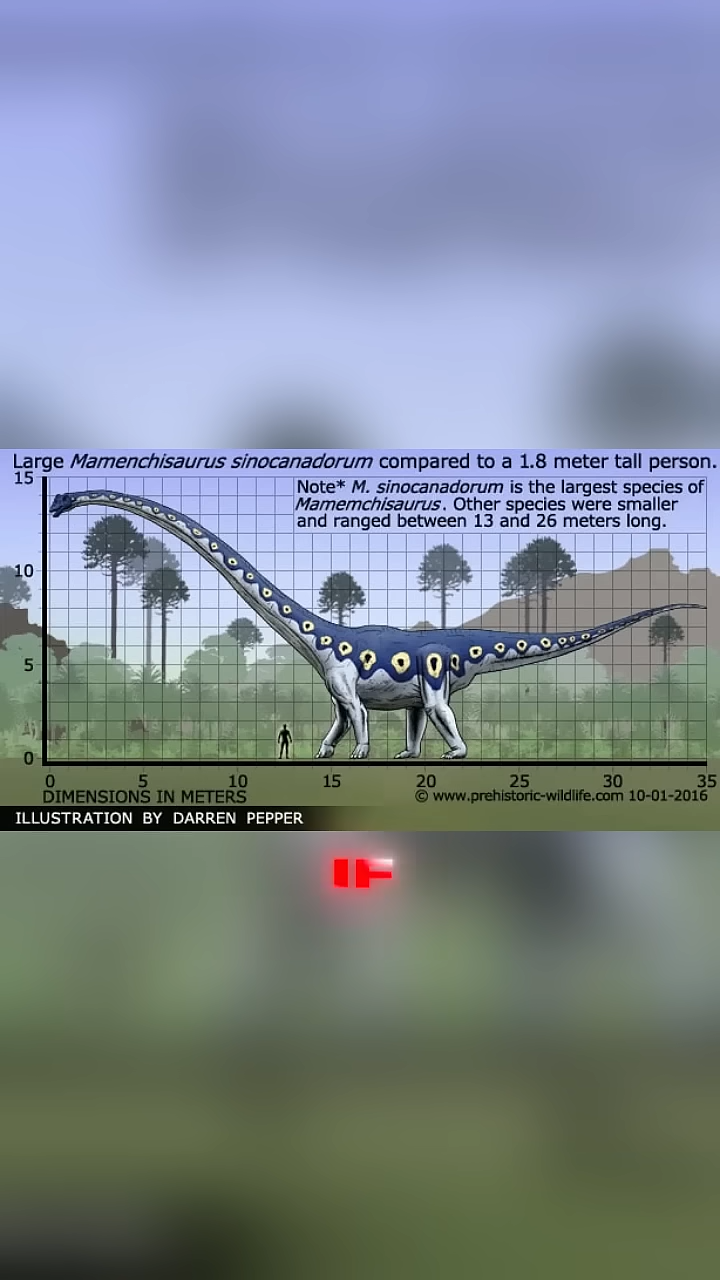 Large Mamenchisaurus sinocanadorum compared to a 1.8 meter tall person.
15
Note* M. sinocanadorum is the largest species of
Mamemchisaurus. Other species were smaller
and ranged between 13 and 26 meters long.
10
5
0
0 5 10 15 20 25 30 35
DIMENSIONS IN METERS
© www.prehistoric-wildlife.com 10-01-2016
ILLUSTRATION BY DARREN PEPPER